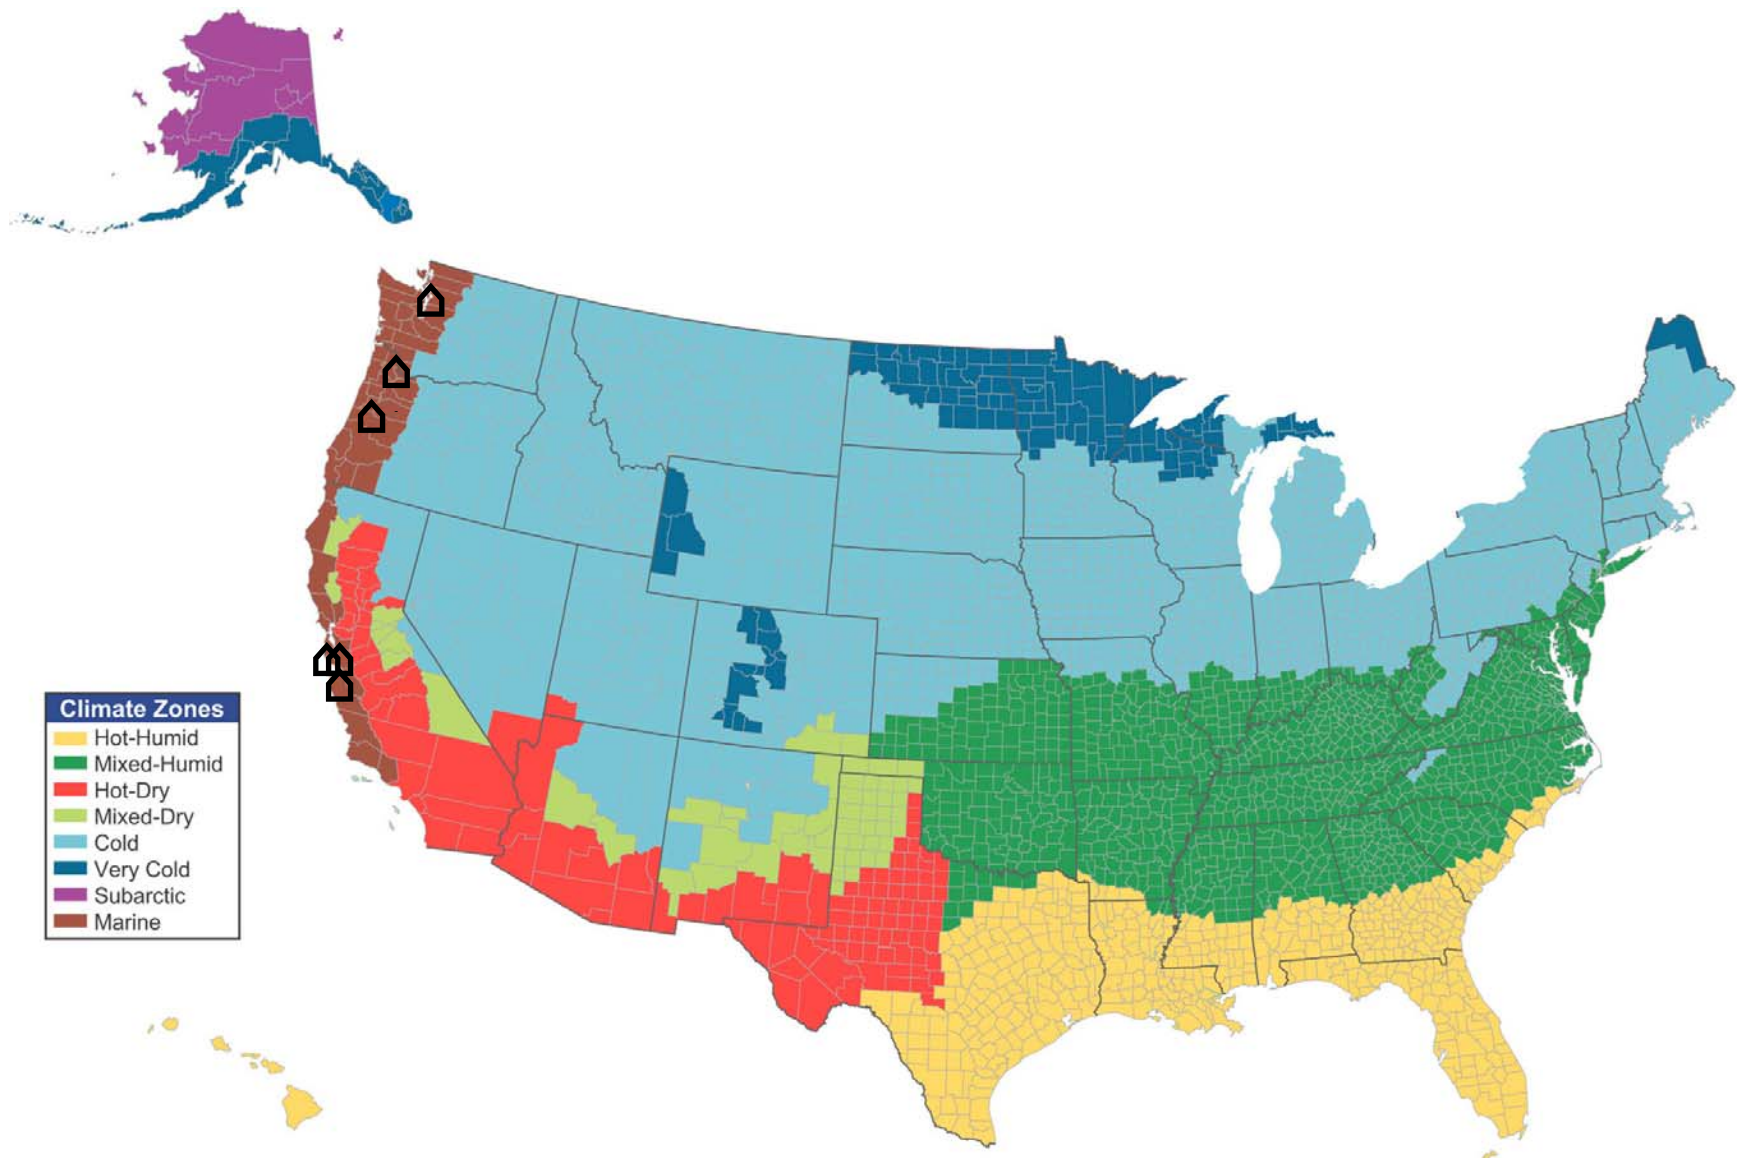 Climate Zones
Hot-Humid
Mixed-Humid
Hot-Dry
Mixed-Dry
Cold
Very Cold
Subarctic
Marine